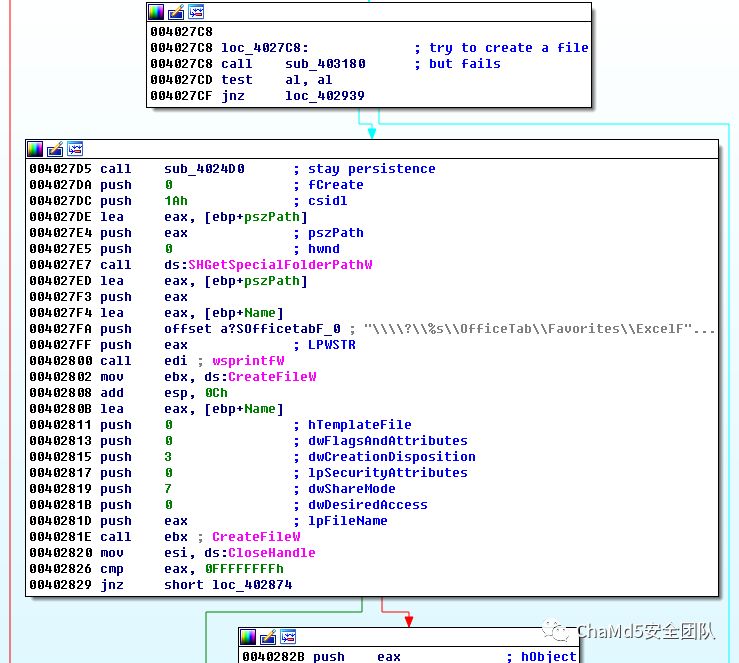 004027C8
004027C8 loc_4027C8: ; try to create a file
004027C8 call sub_403180 ; but fails
004027CD test al, al
004027CF jnz loc_402939
004027D5 call sub_4024D0 ; stay persistence
004027DA push 0 ; fCreate
004027DC push 1Ah ; csidl
004027DE lea eax, [ebp+pszPath]
004027E4 push eax ; pszPath
004027E5 push 0 ; hwnd
004027E7 call ds:SHGetSpecialFolderPathW
004027ED lea eax, [ebp+pszPath]
004027F3 push eax
004027F4 lea eax, [ebp+Name]
004027FA push offset a?SOfficetabF_0 ; "\\\\?\\%s\\OfficeTab\\Favorites\\ExcelF"...
004027FF push eax ; LPWSTR
00402800 call edi ; wsprintfW
00402802 mov ebx, ds:CreateFileW
00402808 add esp, 0Ch
0040280B lea eax, [ebp+Name]
00402811 push 0 ; hTemplateFile
00402813 push 0 ; dwFlagsAndAttributes
00402815 push 3 ; dwCreationDisposition
00402817 push 0 ; lpSecurityAttributes
00402819 push 7 ; dwShareMode
0040281B push 0 ; dwDesiredAccess
0040281D push eax ; lpFileName
0040281E call ebx ; CreateFileW
00402820 mov esi, ds:CloseHandle
00402826 cmp eax, 0FFFFFFFFh
00402829 jnz short loc_402874
0040282B push eax ; hObject
ChaMd5安全团队